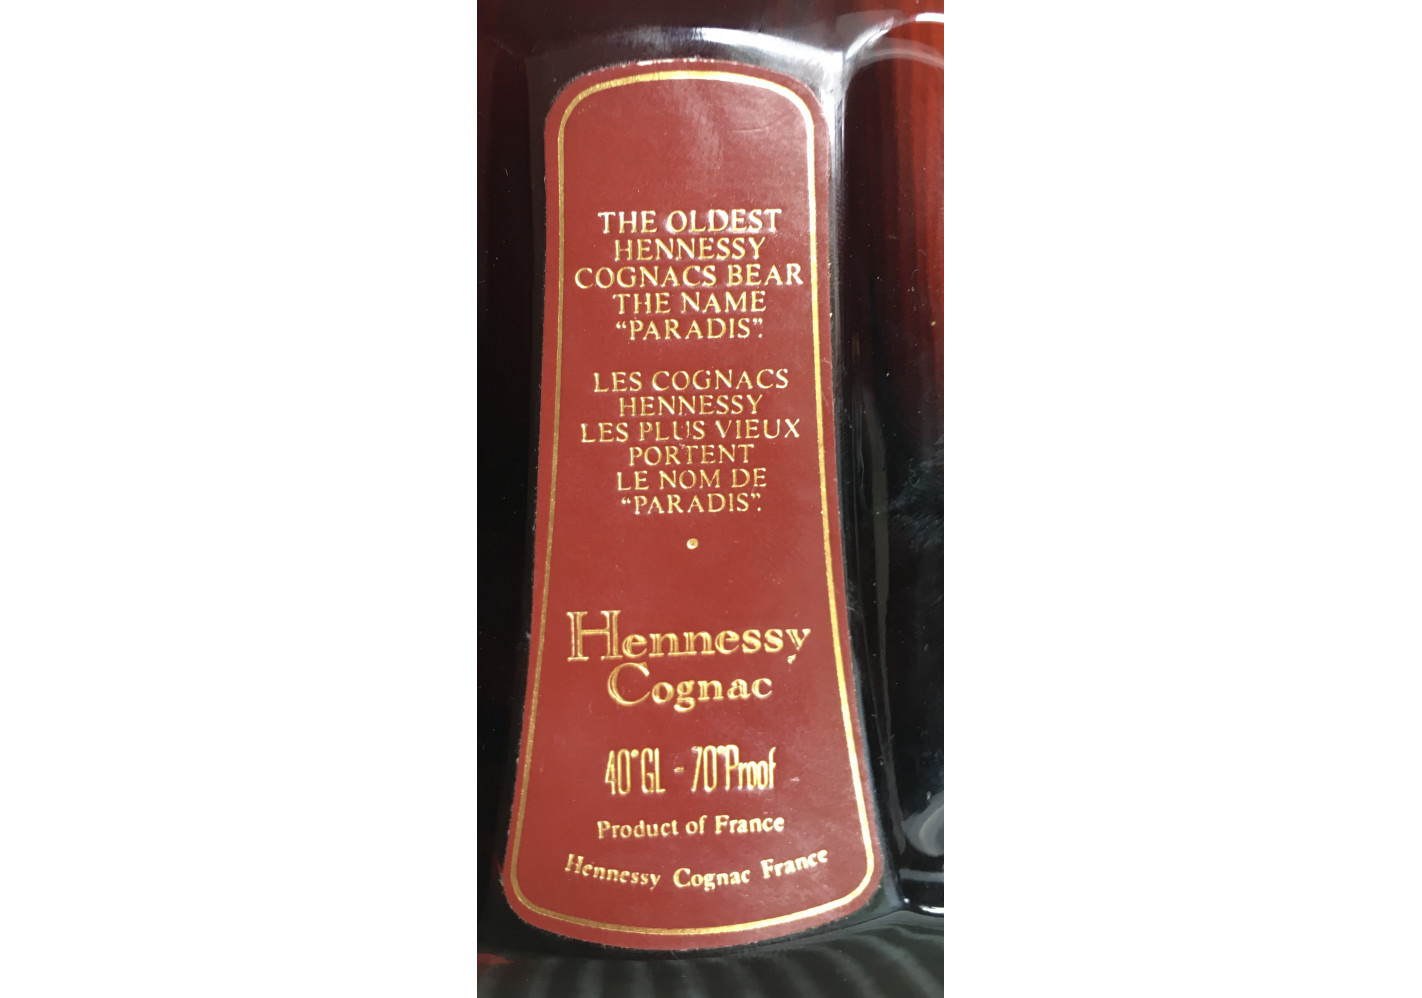 THE OLDEST
HENNESSY
COGNACS BEAR
THE NAME
“PARADIS”.
LES COGNACS
HENNESSY
LES PLUS VIEUX
PORTENT
LE NOM DE
“PARADIS”.
Hennessy
Cognac
40°GL - 70°Proof
Product of France
Hennessy Cognac France